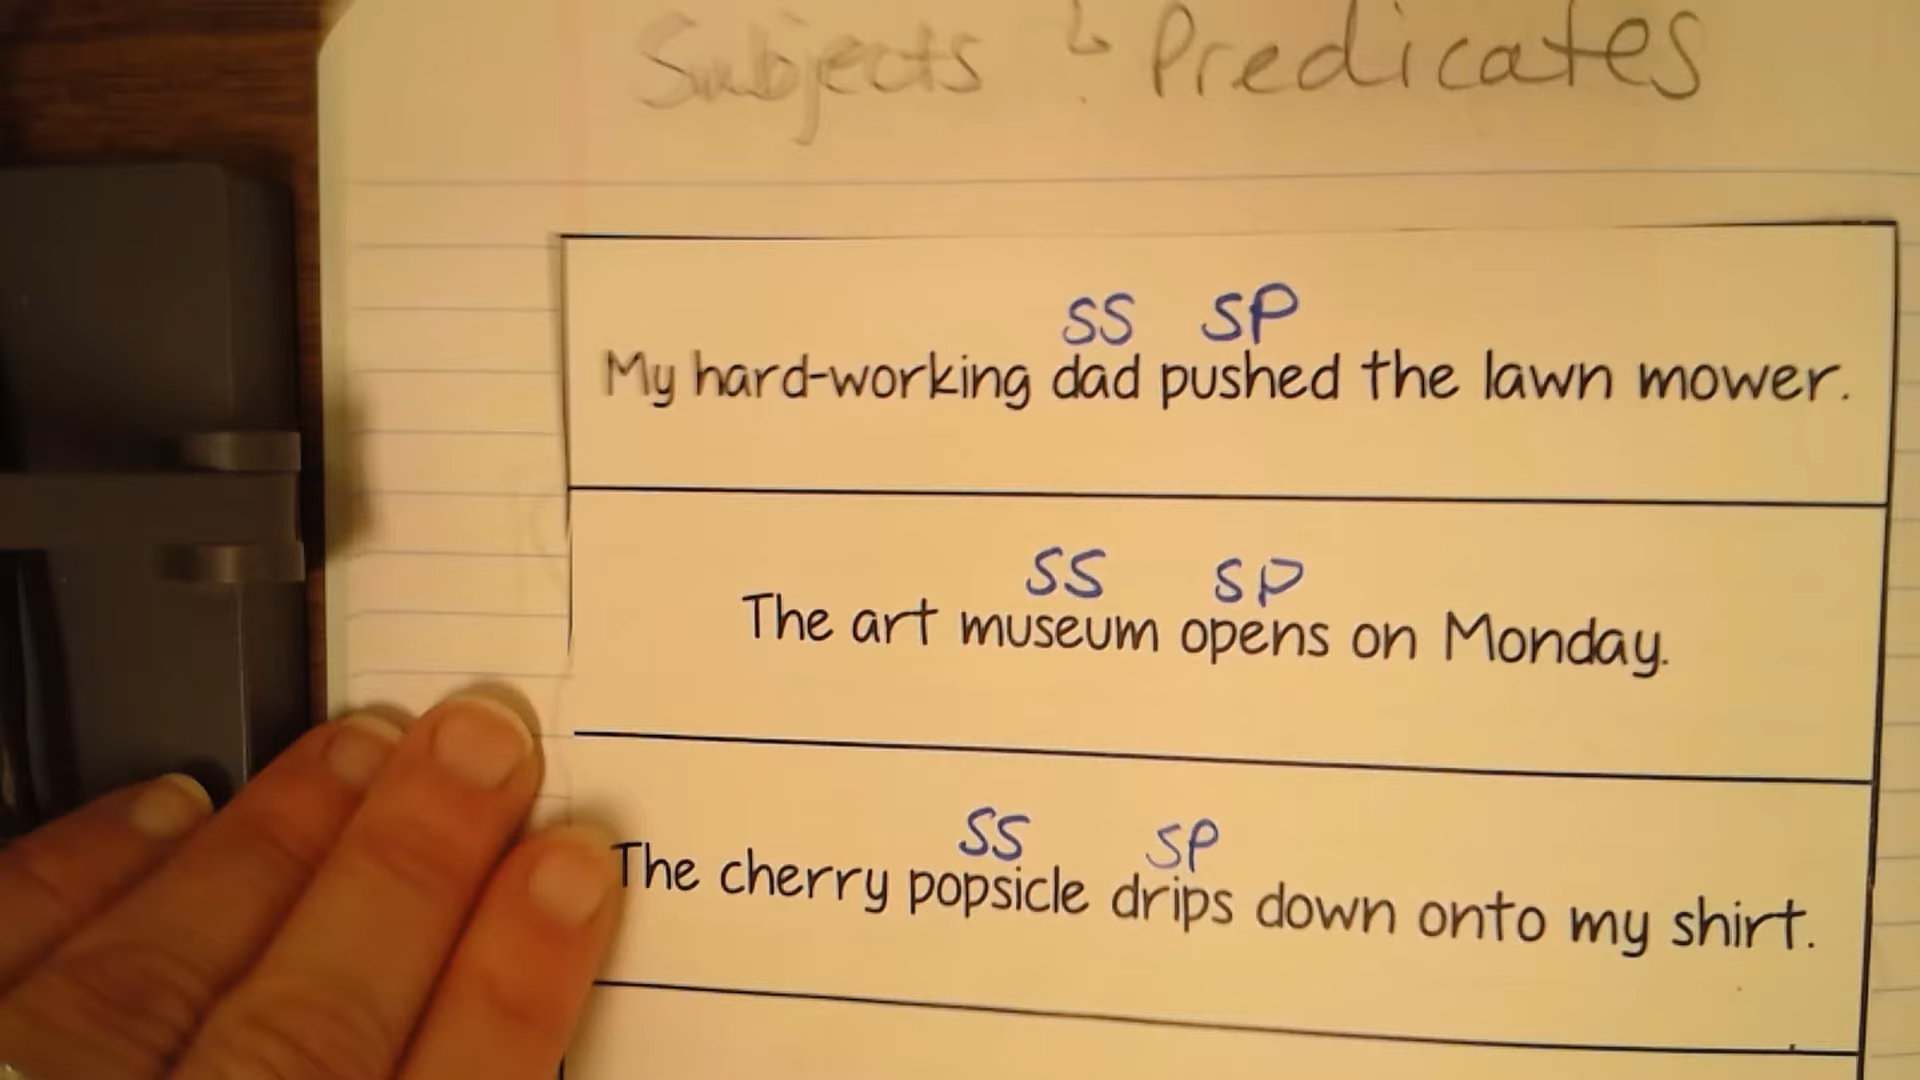 Subjects & Predicates
SS SP
My hard-working dad pushed the lawn mower.
SS SP
The art museum opens on Monday.
SS SP
The cherry popsicle drips down onto my shirt.